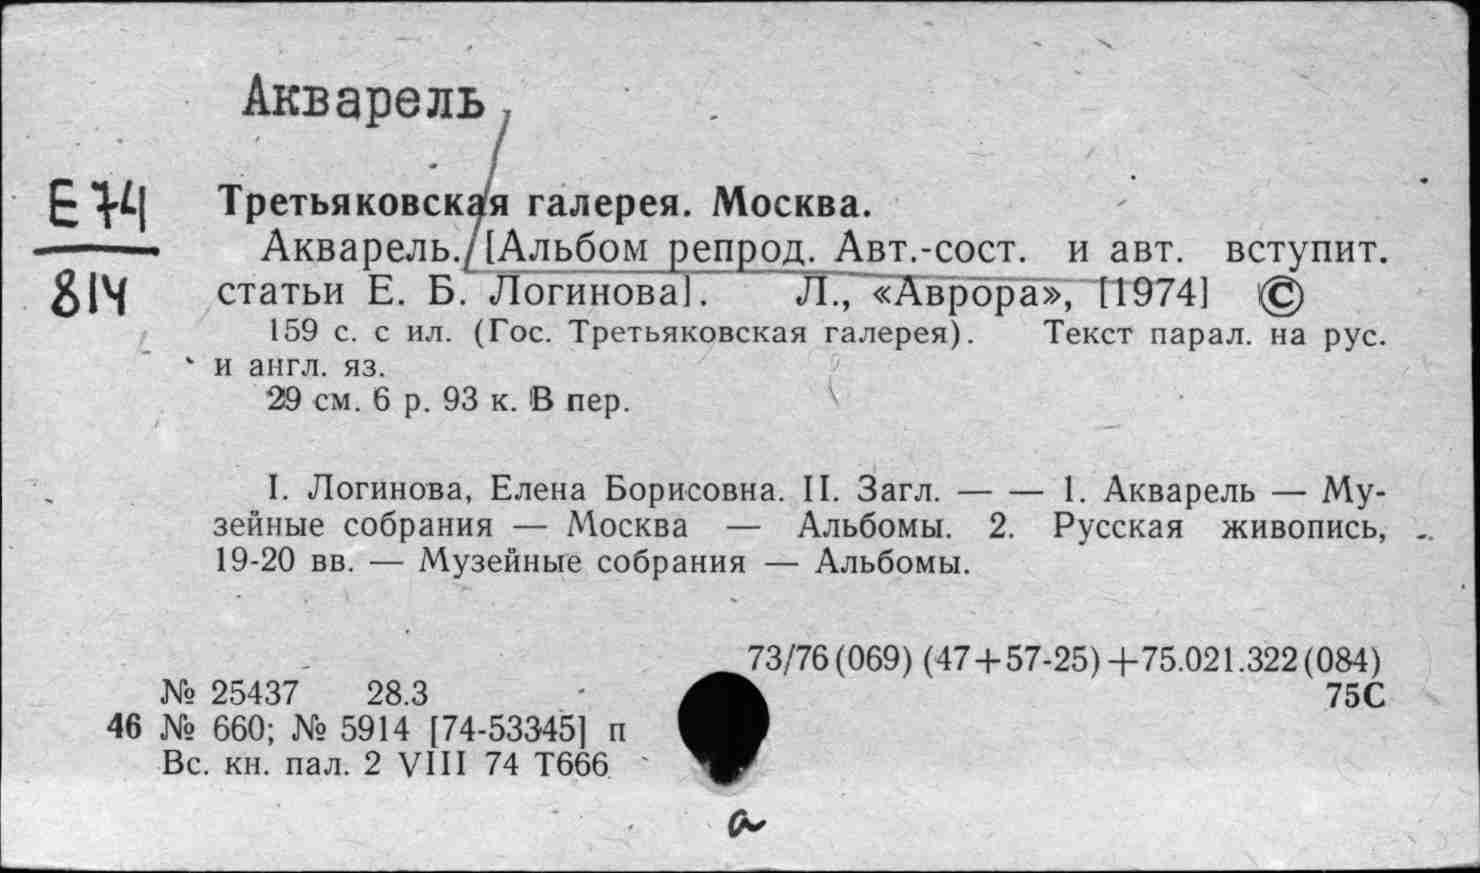 Акварель
Е74
814
Третьяковская галерея. Москва.
Акварель. [Альбом репрод. Авт.-сост. и авт. вступит.
статьи Е. Б. Логинова]. Л., «Аврора», [1974] ©
159 с. с ил. (Гос. Третьяковская галерея). Текст парал. на рус.
и англ. яз.
29 см. 6 р. 93 к. В пер.
I. Логинова, Елена Борисовна. II. Загл. — — 1. Акварель — Му-
зейные собрания — Москва — Альбомы. 2. Русская живопись,
19-20 вв. — Музейные собрания — Альбомы.
73/76(069) (47+57-25)+75.021.322(084)
№ 25437 28.3
75С
46 № 660; № 5914 [74-53345] п
Вс. кн. пал. 2 VIII 74 Т666
а